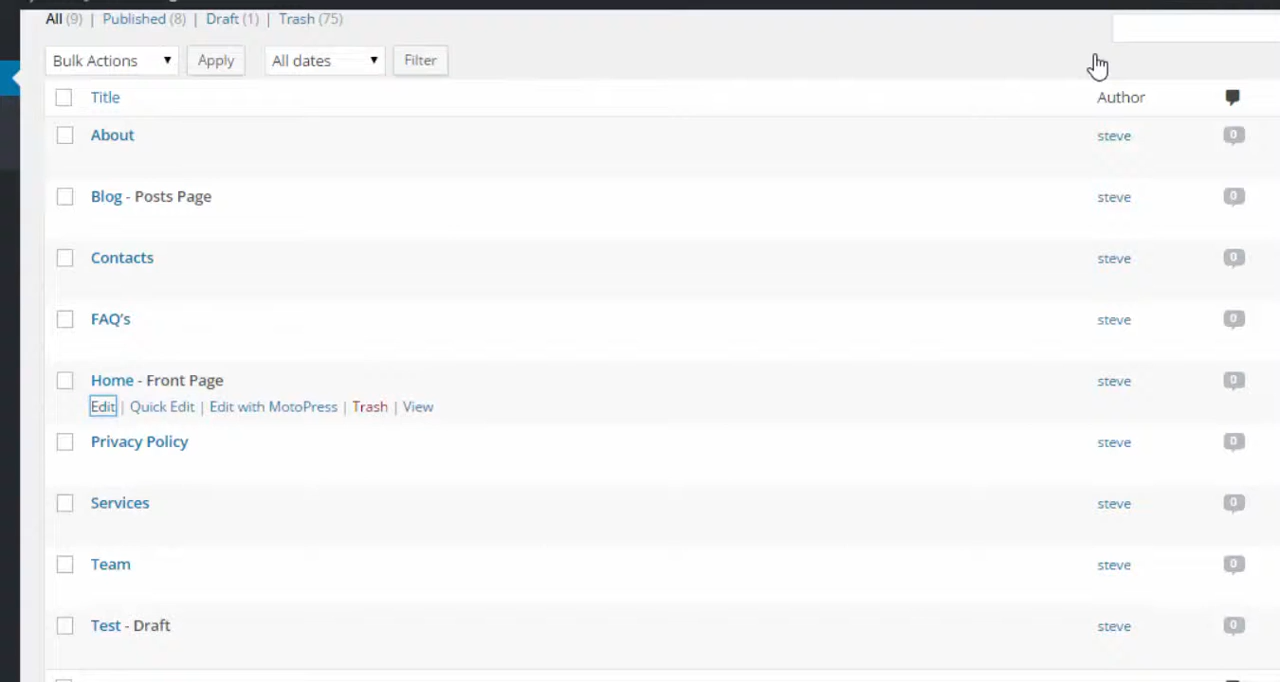 All (9) | Published (8) | Draft (1) | Trash (75)
Bulk Actions Apply All dates Filter
Title Author
About steve 0
Blog - Posts Page steve 0
Contacts steve 0
FAQ's steve 0
Home - Front Page steve 0
Edit | Quick Edit | Edit with MotoPress | Trash | View
Privacy Policy steve 0
Services steve 0
Team steve 0
Test - Draft steve 0